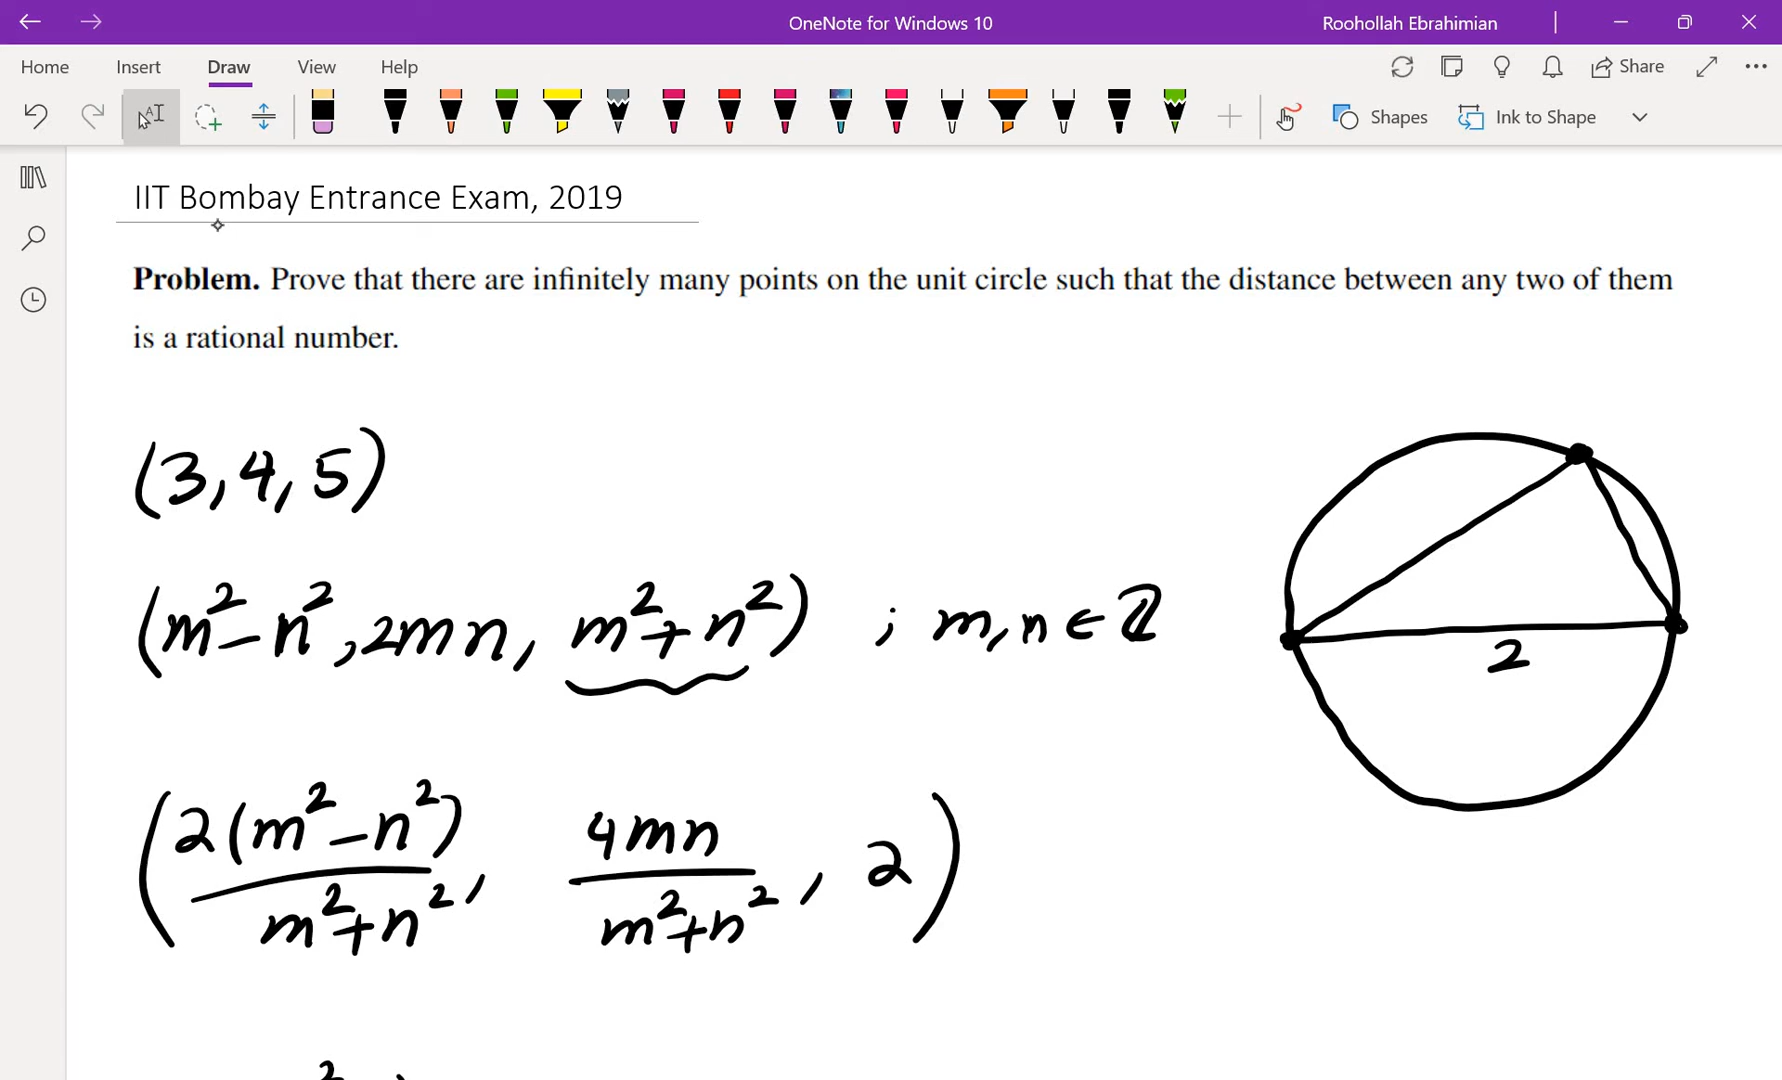 OneNote for Windows 10
Roohollah Ebrahimian
Home Insert Draw View Help
Share
Shapes
Ink to Shape
IIT Bombay Entrance Exam, 2019
Problem. Prove that there are infinitely many points on the unit circle such that the distance between any two of them
is a rational number.
(3,4,5)
(m²-n², 2mn, m²+n²) ; m,n ∈ ℤ
2
(2(m²-n²)/m²+n², 4mn/m²+n², 2)